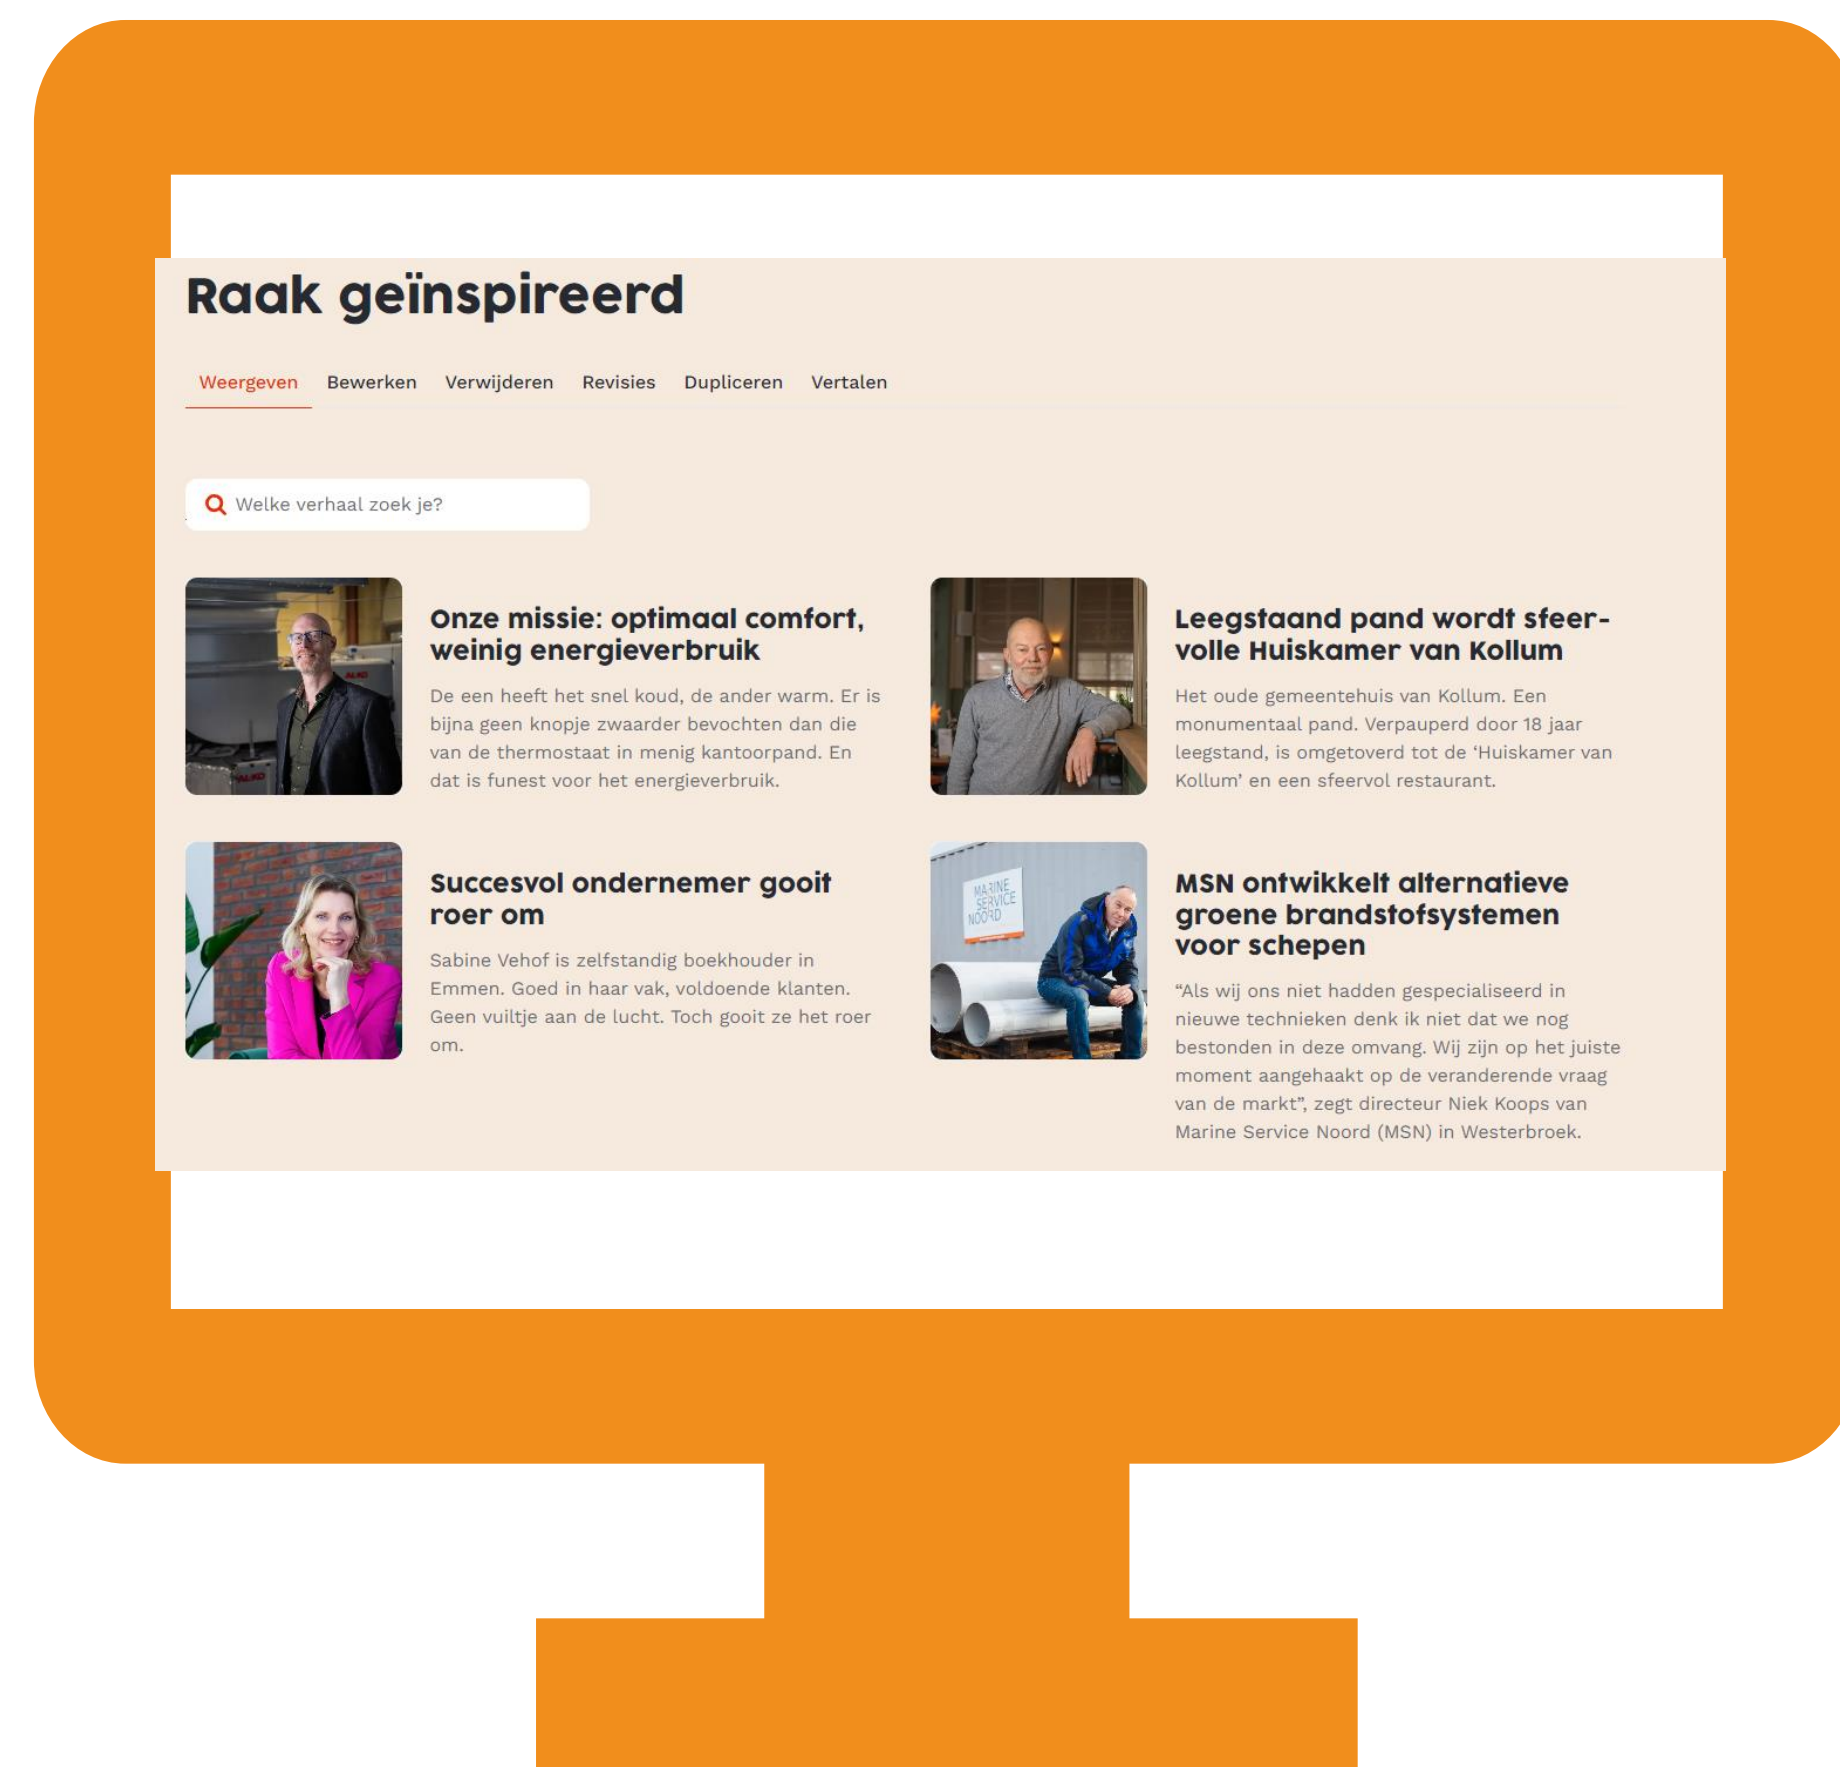 Raak geïnspireerd
Weergeven Bewerken Verwijderen Revisies Dupliceren Vertalen
Welke verhaal zoek je?
Onze missie: optimaal comfort,
weinig energieverbruik
De een heeft het snel koud, de ander warm. Er is
bijna geen knopje zwaarder bevochten dan die
van de thermostaat in menig kantoorpand. En
dat is funest voor het energieverbruik.
AL-KO
AL-KO
Leegstaand pand wordt sfeer-
volle Huiskamer van Kollum
Het oude gemeentehuis van Kollum. Een
monumentaal pand. Verpauperd door 18 jaar
leegstand, is omgetoverd tot de ‘Huiskamer van
Kollum’ en een sfeervol restaurant.
Succesvol ondernemer gooit
roer om
Sabine Vehof is zelfstandig boekhouder in
Emmen. Goed in haar vak, voldoende klanten.
Geen vuiltje aan de lucht. Toch gooit ze het roer
om.
MARINE
SERVICE
NOORD
MSN ontwikkelt alternatieve
groene brandstofsystemen
voor schepen
“Als wij ons niet hadden gespecialiseerd in
nieuwe technieken denk ik niet dat we nog
bestonden in deze omvang. Wij zijn op het juiste
moment aangehaakt op de veranderende vraag
van de markt”, zegt directeur Niek Koops van
Marine Service Noord (MSN) in Westerbroek.